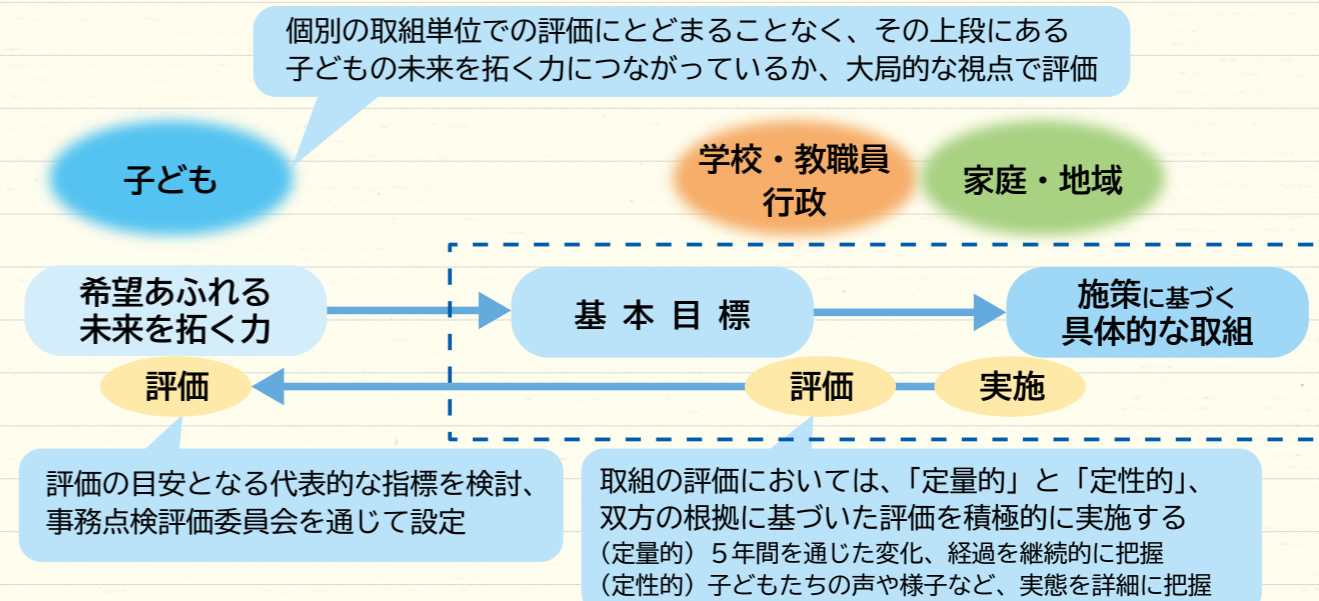 個別の取組単位での評価にとどまることなく、その上段にある
子どもの未来を拓く力につながっているか、大局的な視点で評価
子ども
学校・教職員
行政
家庭・地域
希望あふれる
未来を拓く力
基本目標
施策に基づく
具体的な取組
評価
評価
実施
評価の目安となる代表的な指標を検討、
事務点検評価委員会を通じて設定
取組の評価においては、「定量的」と「定性的」、
双方の根拠に基づいた評価を積極的に実施する
（定量的）５年間を通じた変化、経過を継続的に把握
（定性的）子どもたちの声や様子など、実態を詳細に把握